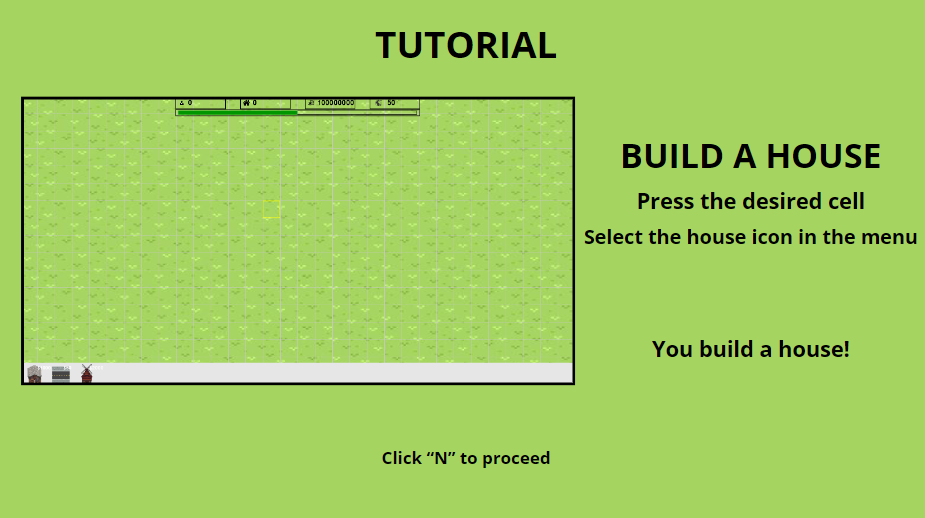 TUTORIAL
0 0 100000000 50
BUILD A HOUSE
Press the desired cell
Select the house icon in the menu
You build a house!
Click “N” to proceed